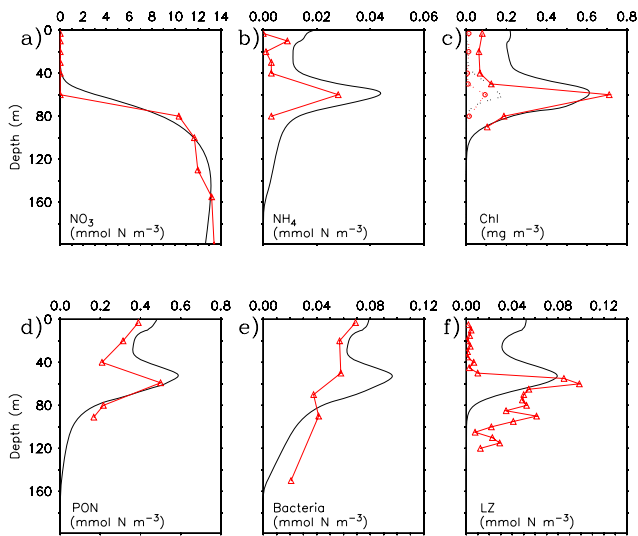 0 2 4 6 8 10 12 14
0.00 0.02 0.04 0.06
0.0 0.2 0.4 0.6 0.8
a)
b)
c)
0
40
80
120
160
Depth (m)
NO₃
(mmol N m⁻³)
NH₄
(mmol N m⁻³)
Chl
(mg m⁻³)
0.0 0.2 0.4 0.6 0.8
0.00 0.04 0.08 0.12
0.00 0.04 0.08 0.12
d)
e)
f)
0
40
80
120
160
Depth (m)
PON
(mmol N m⁻³)
Bacteria
(mmol N m⁻³)
LZ
(mmol N m⁻³)